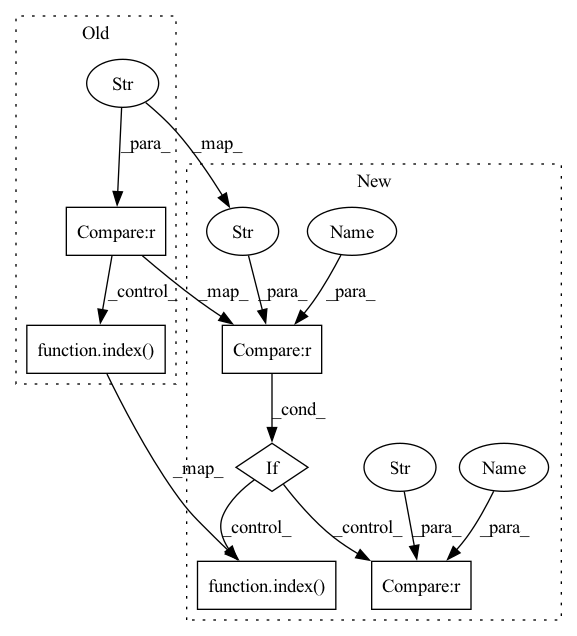 Old
Str
_para_
_map_
New
Compare:r
Str
Name
_control_
_map_
_para_
_para_
function.index()
Compare:r
_cond_
_map_
If
Str
Name
_control_
_control_
_para_
_para_
function.index()
Compare:r